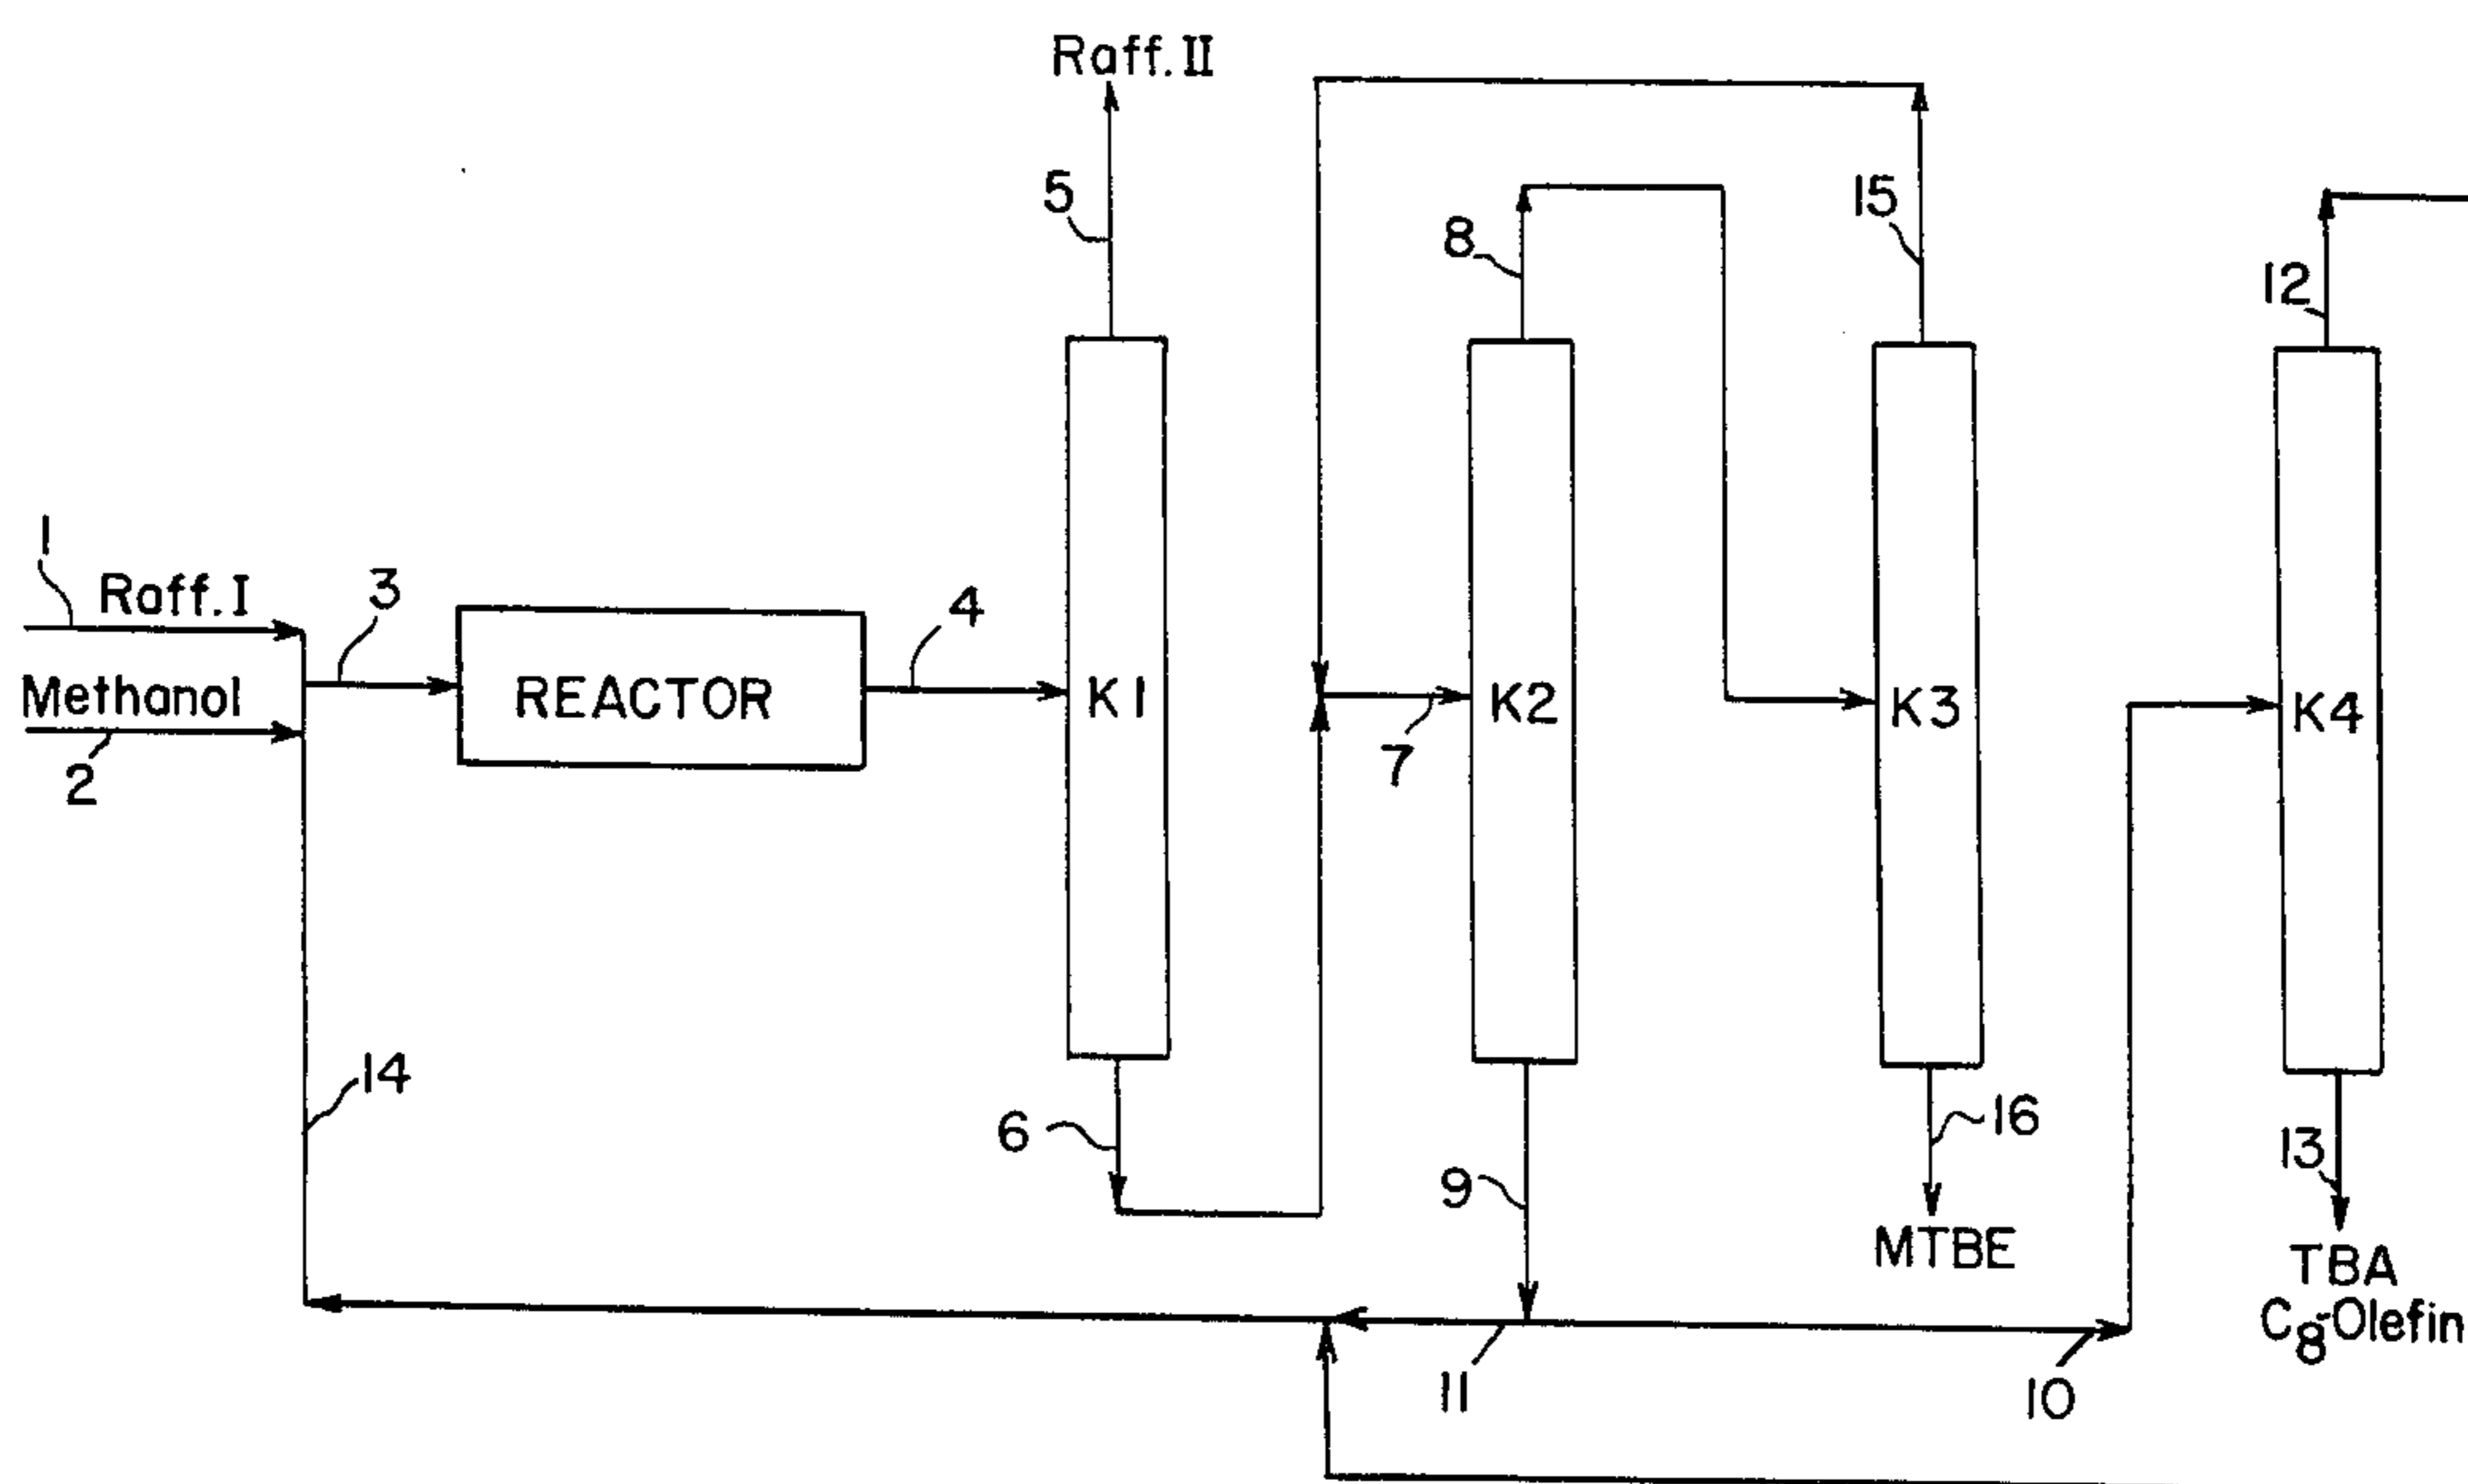 Raff. II
5
8
15
12
1
Raff. I
3
4
Methanol
REACTOR
K1
K2
K3
K4
2
7
14
6
9
16
13
MTBE
TBA
C8-Olefin
11
10